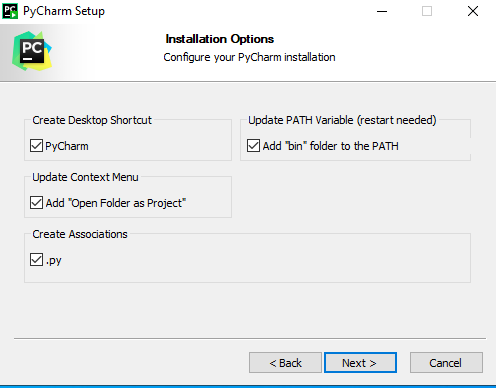 PyCharm Setup
PC
Installation Options
Configure your PyCharm installation
Create Desktop Shortcut
PyCharm
Update PATH Variable (restart needed)
Add "bin" folder to the PATH
Update Context Menu
Add "Open Folder as Project"
Create Associations
.py
< Back
Next >
Cancel